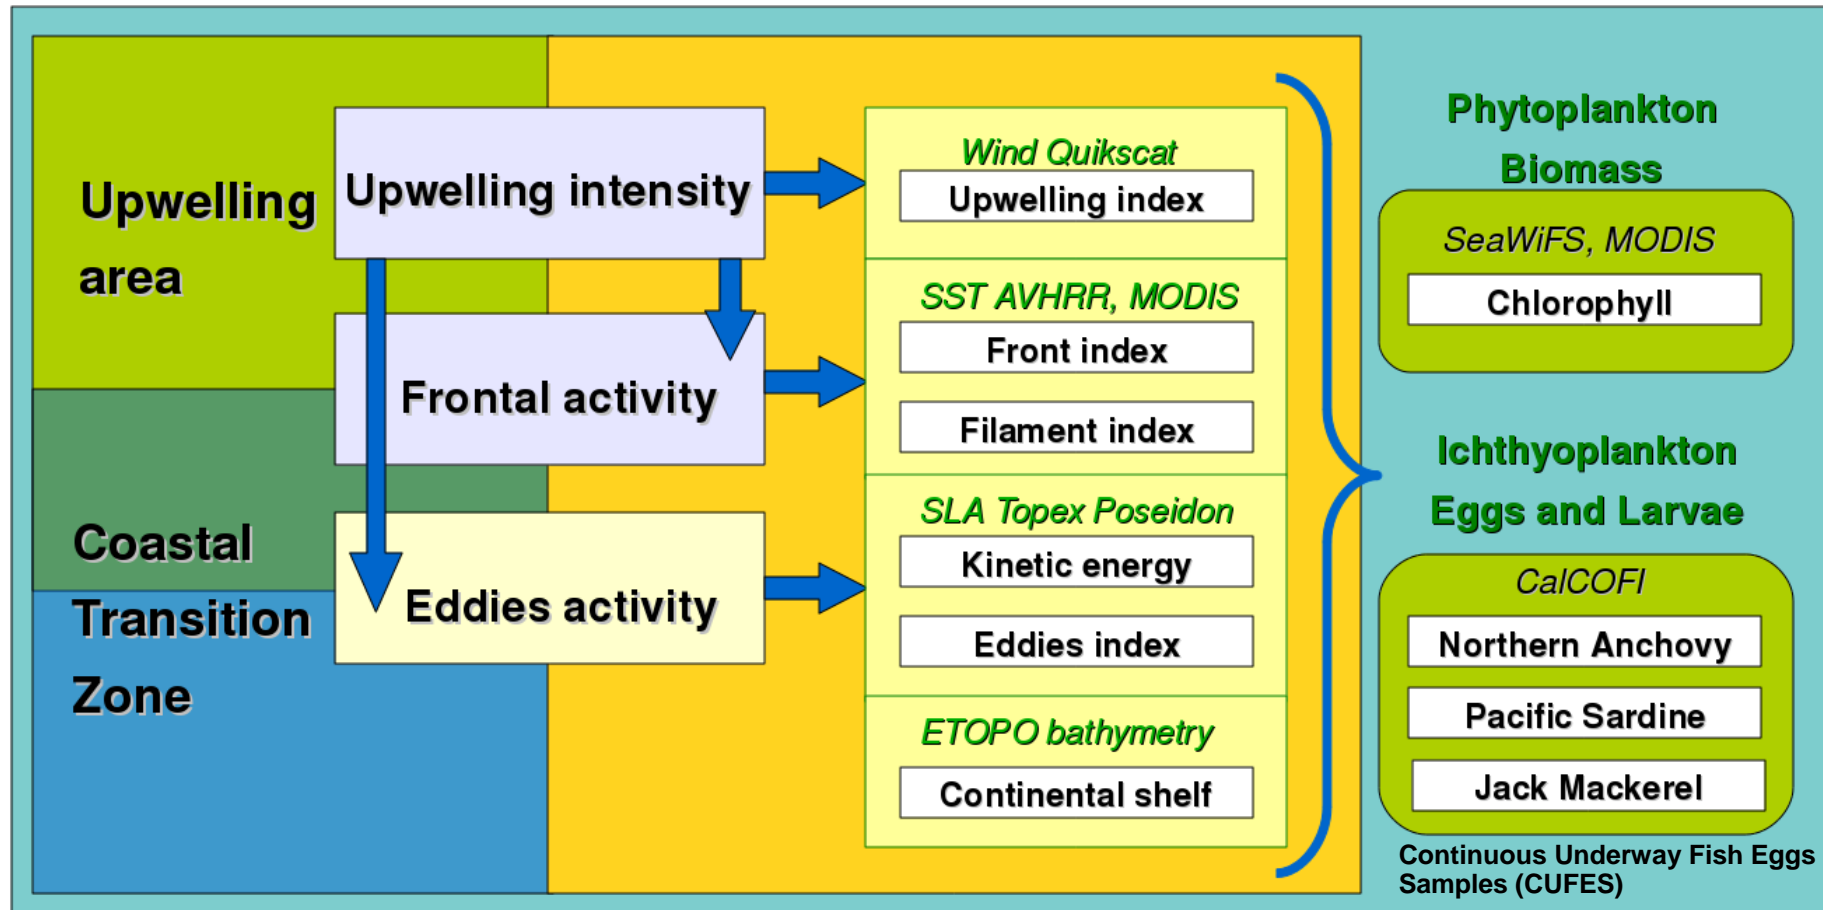 Upwelling
area
Coastal
Transition
Zone
Upwelling intensity
Frontal activity
Eddies activity
Wind Quikscat
Upwelling index
SST AVHRR, MODIS
Front index
Filament index
SLA Topex Poseidon
Kinetic energy
Eddies index
ETOPO bathymetry
Continental shelf
Phytoplankton
Biomass
SeaWiFS, MODIS
Chlorophyll
Ichthyoplankton
Eggs and Larvae
CalCOFI
Northern Anchovy
Pacific Sardine
Jack Mackerel
Continuous Underway Fish Eggs
Samples (CUFES)